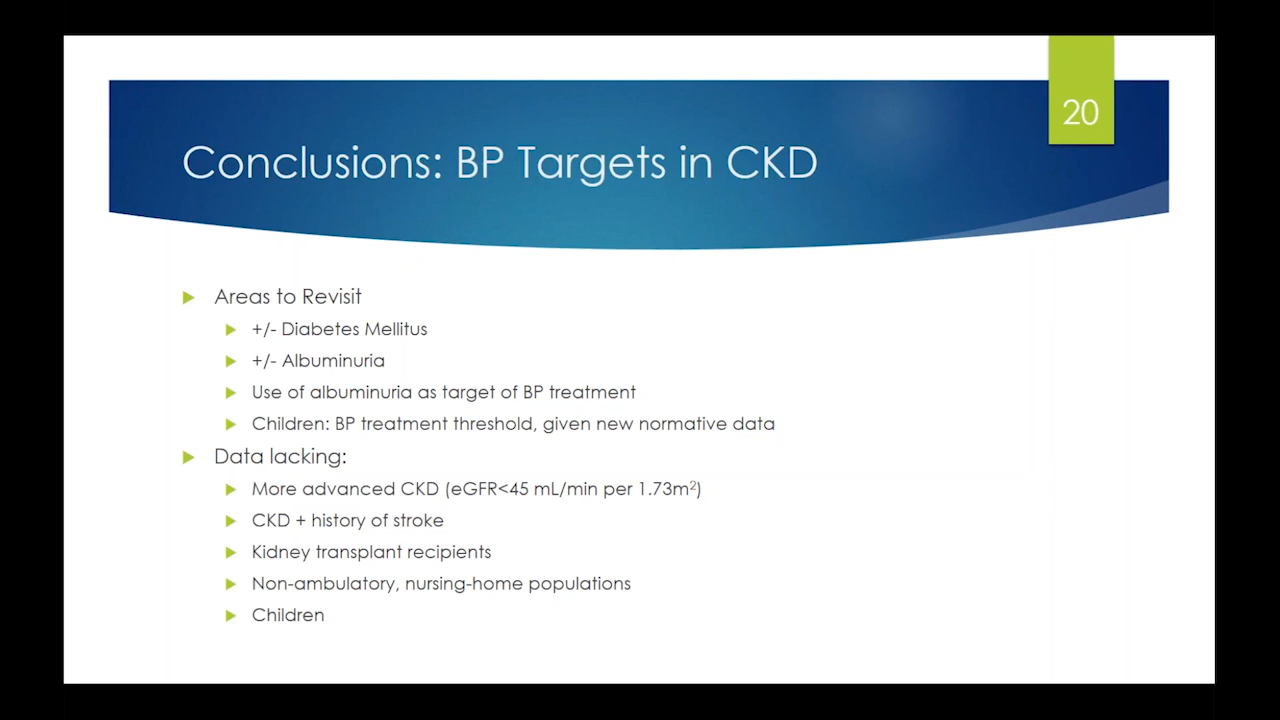 20
Conclusions: BP Targets in CKD
Areas to Revisit
+/- Diabetes Mellitus
+/- Albuminuria
Use of albuminuria as target of BP treatment
Children: BP treatment threshold, given new normative data
Data lacking:
More advanced CKD (eGFR<45 mL/min per 1.73m²)
CKD + history of stroke
Kidney transplant recipients
Non-ambulatory, nursing-home populations
Children